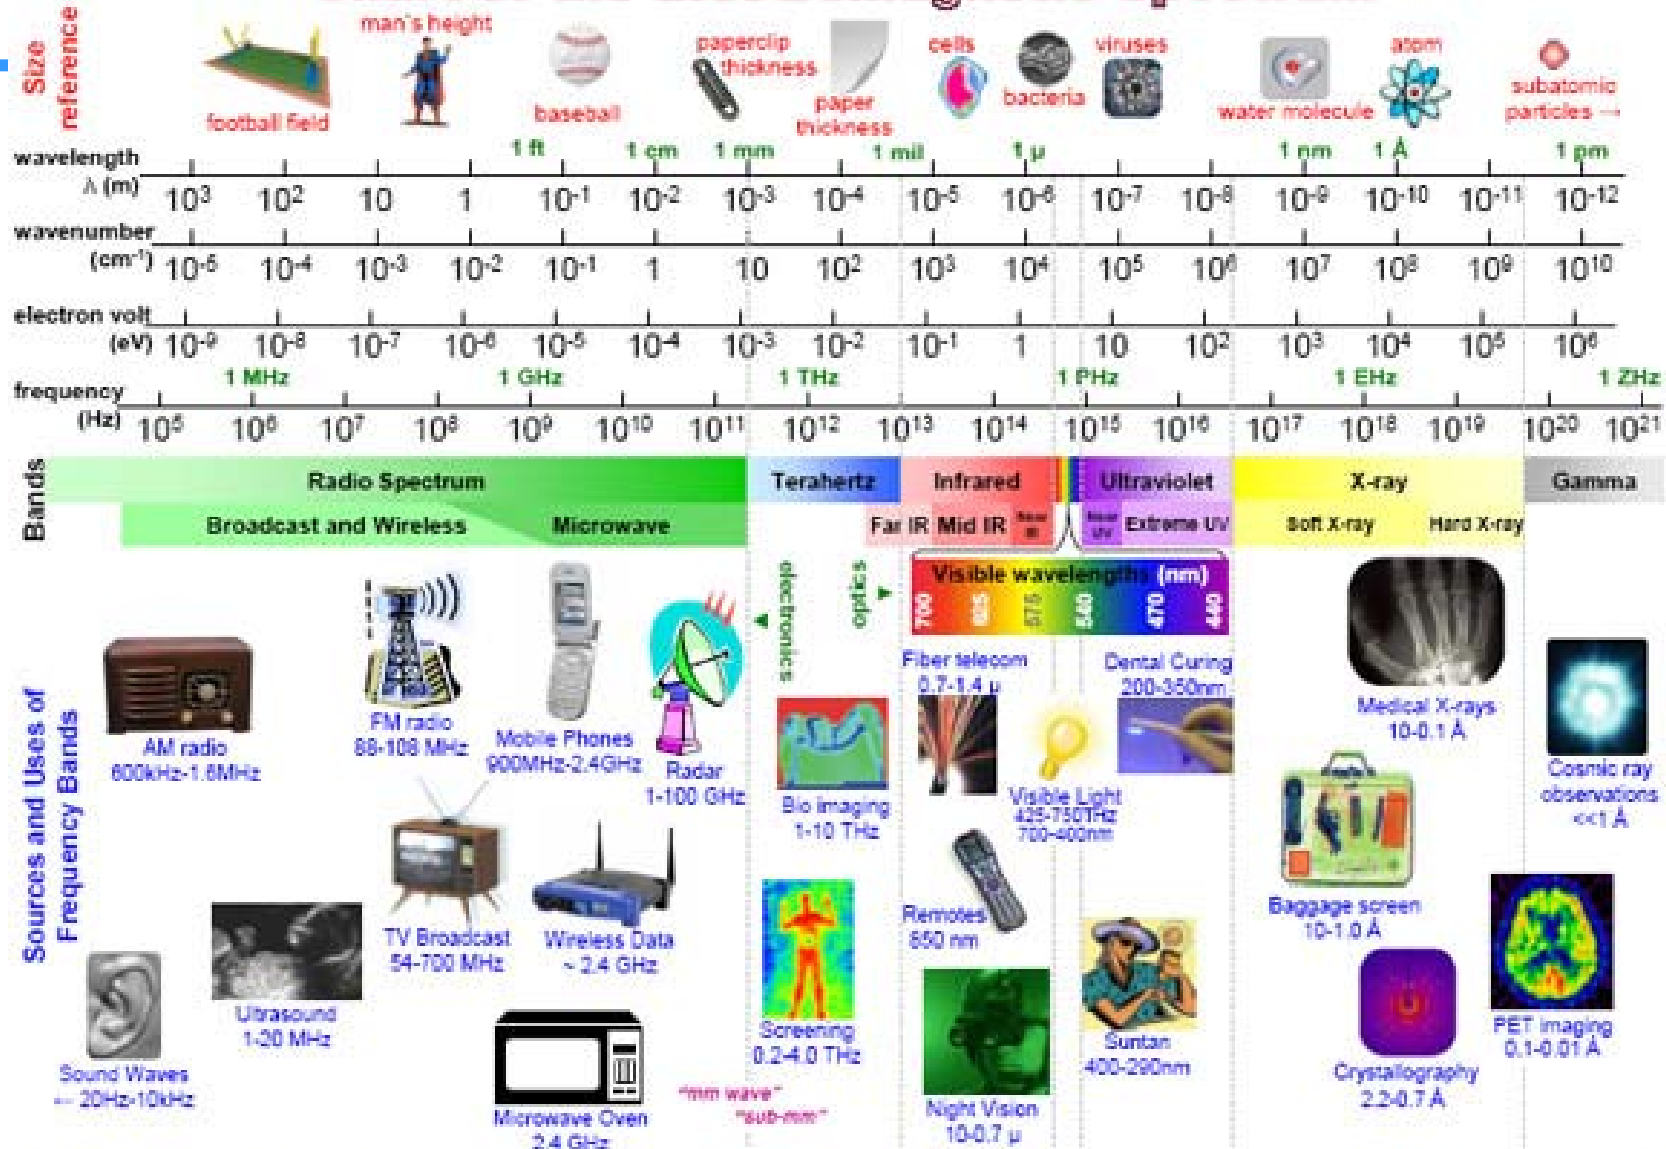 Size
reference
football field
man's height
baseball
paperclip
thickness
paper
thickness
cells
bacteria
viruses
water molecule
atom
subatomic
particles →
wavelength
λ (m)
1 ft 1 cm 1 mm 1 mil 1 µ 1 nm 1 Å 1 pm
10³ 10² 10 1 10⁻¹ 10⁻² 10⁻³ 10⁻⁴ 10⁻⁵ 10⁻⁶ 10⁻⁷ 10⁻⁸ 10⁻⁹ 10⁻¹⁰ 10⁻¹¹ 10⁻¹²
wavenumber
(cm⁻¹)
10⁻⁵ 10⁻⁴ 10⁻³ 10⁻² 10⁻¹ 1 10 10² 10³ 10⁴ 10⁵ 10⁶ 10⁷ 10⁸ 10⁹ 10¹⁰
electron volt
(eV)
10⁻⁹ 10⁻⁸ 10⁻⁷ 10⁻⁶ 10⁻⁵ 10⁻⁴ 10⁻³ 10⁻² 10⁻¹ 1 10 10² 10³ 10⁴ 10⁵ 10⁶
1 MHz 1 GHz 1 THz 1 PHz 1 EHz 1 ZHz
frequency
(Hz)
10⁵ 10⁶ 10⁷ 10⁸ 10⁹ 10¹⁰ 10¹¹ 10¹² 10¹³ 10¹⁴ 10¹⁵ 10¹⁶ 10¹⁷ 10¹⁸ 10¹⁹ 10²⁰ 10²¹
Bands
Radio Spectrum Terahertz Infrared Ultraviolet X-ray Gamma
Broadcast and Wireless Microwave Far IR Mid IR Near IR Near UV Extreme UV Soft X-ray Hard X-ray
electronics
optics
Visible wavelengths (nm)
700 625 575 540 470 440
Sources and Uses of
Frequency Bands
AM radio
600kHz-1.6MHz
FM radio
88-108 MHz
Mobile Phones
900MHz-2.4GHz
Radar
1-100 GHz
Bio imaging
1-10 THz
Fiber telecom
0.7-1.4 µ
Visible Light
425-750THz
700-400nm
Dental Curing
200-350nm
Medical X-rays
10-0.1 Å
Cosmic ray
observations
<<1 Å
TV Broadcast
54-700 MHz
Wireless Data
~ 2.4 GHz
Remotes
850 nm
Baggage screen
10-1.0 Å
Sound Waves
← 20Hz-10kHz
Ultrasound
1-20 MHz
Microwave Oven
2.4 GHz
"mm wave"
"sub-mm"
Screening
0.2-4.0 THz
Night Vision
10-0.7 µ
Suntan
400-290nm
Crystallography
2.2-0.7 Å
PET imaging
0.1-0.01 Å